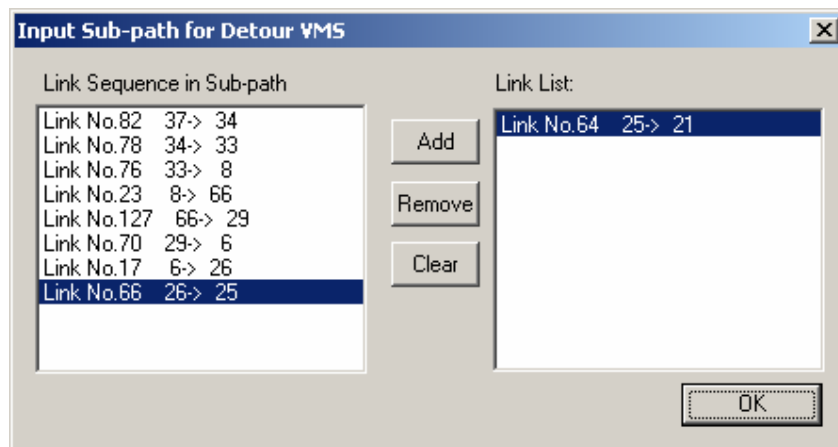 Input Sub-path for Detour VMS
Link Sequence in Sub-path
Link No.82 37-> 34
Link No.78 34-> 33
Link No.76 33-> 8
Link No.23 8-> 66
Link No.127 66-> 29
Link No.70 29-> 6
Link No.17 6-> 26
Link No.66 26-> 25
Add
Remove
Clear
Link List:
Link No.64 25-> 21
OK